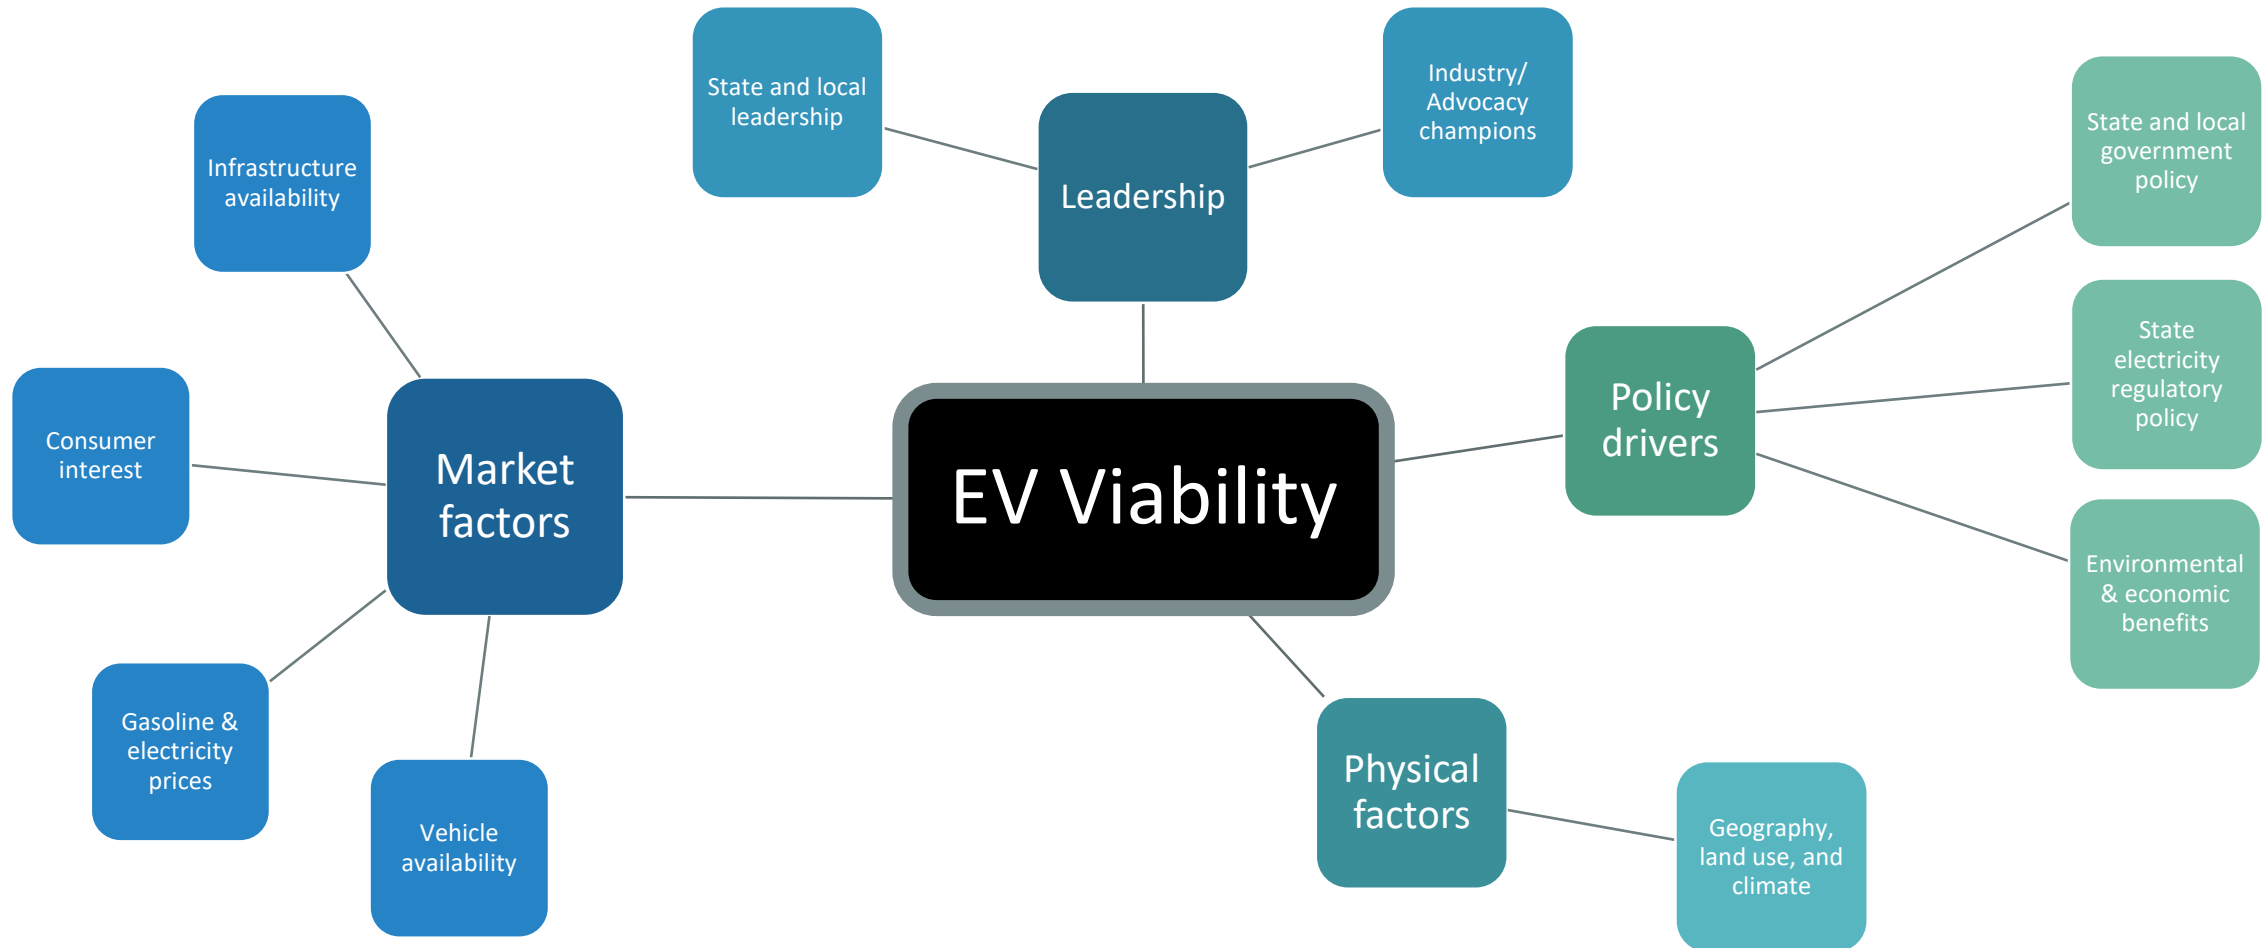 State and local
leadership
Industry/
Advocacy
champions
Leadership
Infrastructure
availability
Consumer
interest
Market
factors
Gasoline &
electricity
prices
Vehicle
availability
EV Viability
Policy
drivers
State and local
government
policy
State
electricity
regulatory
policy
Environmental
& economic
benefits
Physical
factors
Geography,
land use, and
climate